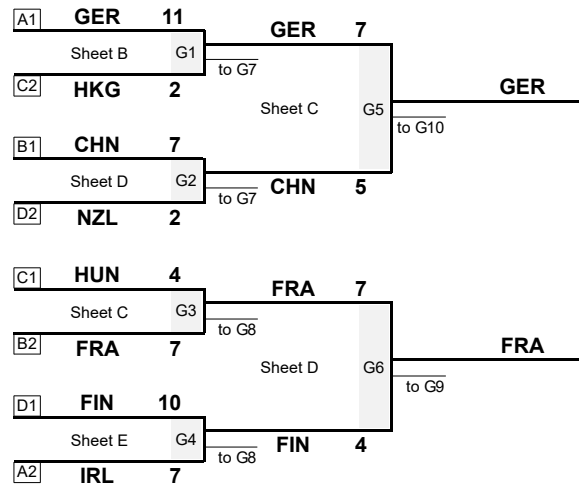 A1 GER 11
GER 7
Sheet B G1
to G7
GER
C2 HKG 2
Sheet C G5
to G10
B1 CHN 7
Sheet D G2
to G7
CHN 5
D2 NZL 2
C1 HUN 4
FRA 7
Sheet C G3
to G8
B2 FRA 7
FRA
Sheet D G6
to G9
D1 FIN 10
Sheet E G4
to G8
FIN 4
A2 IRL 7